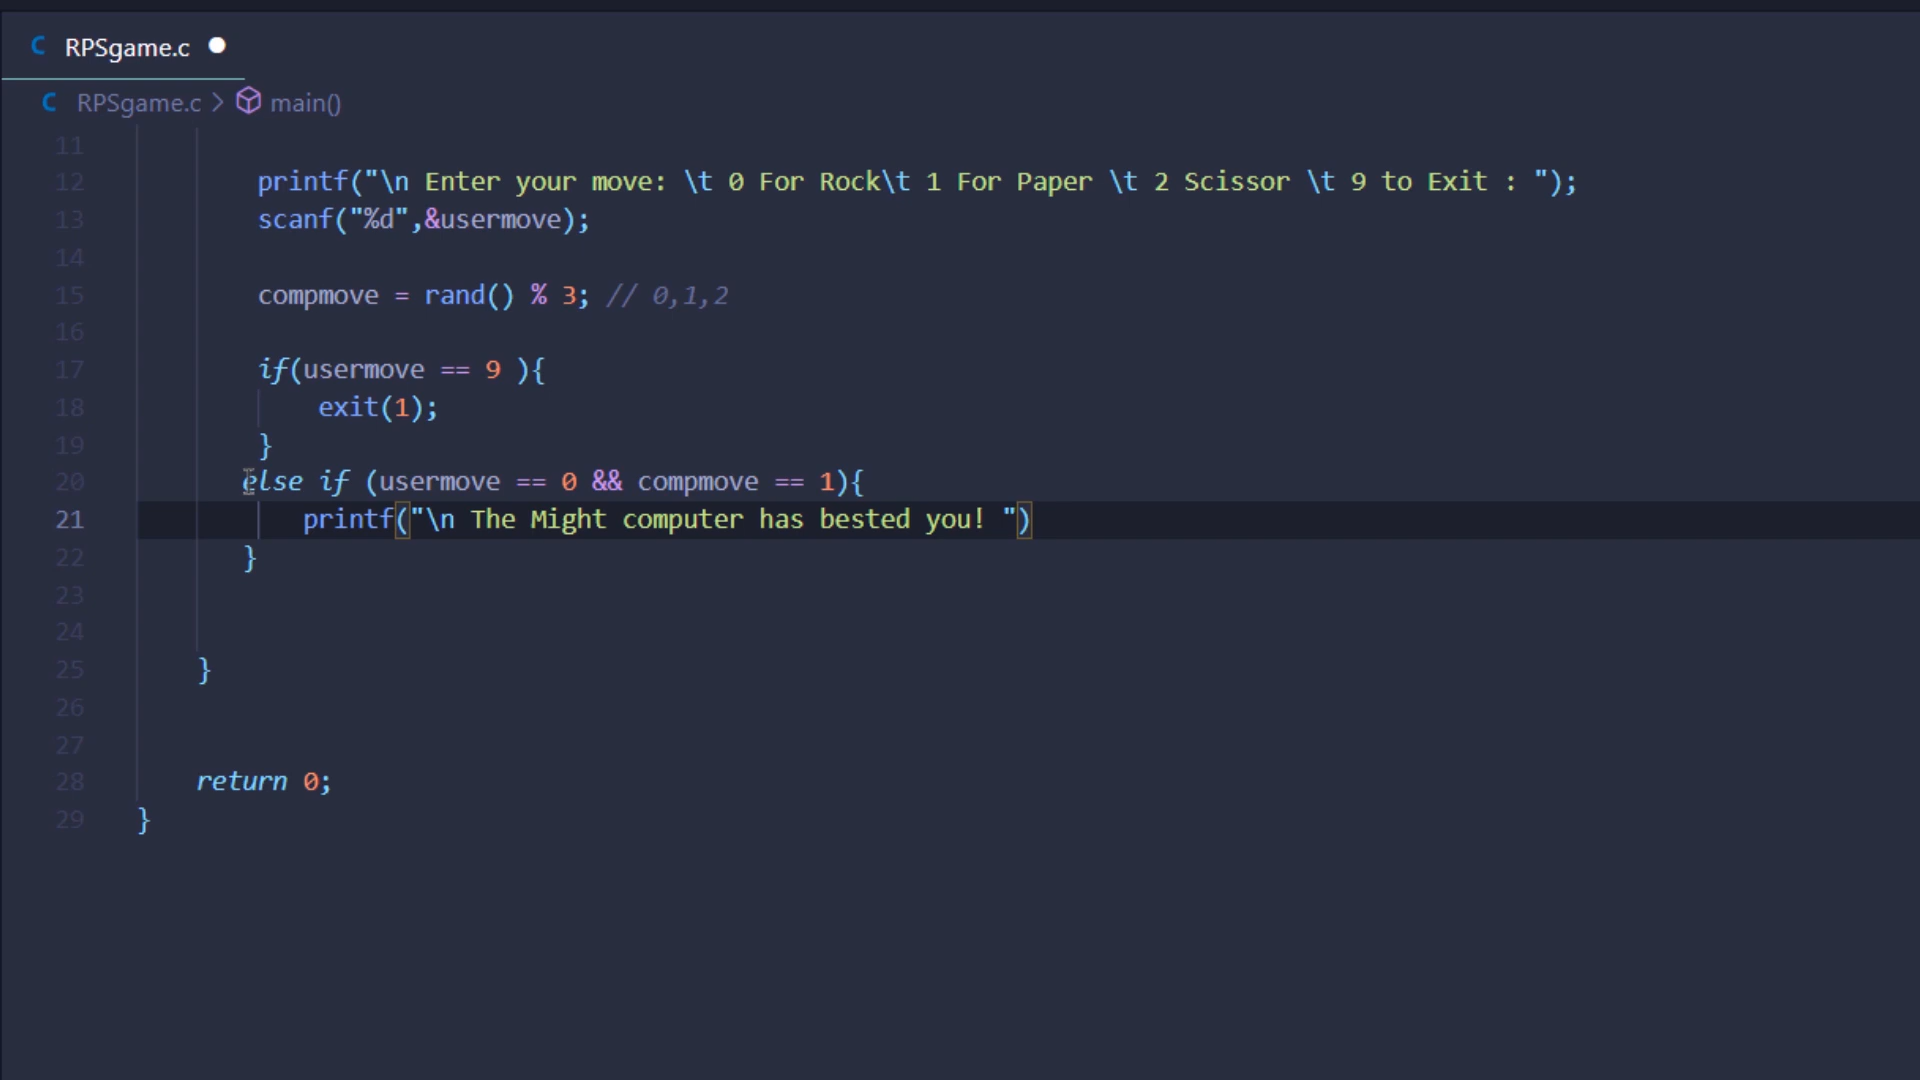 C RPSgame.c
C RPSgame.c > main()
11
12 printf("\n Enter your move: \t 0 For Rock\t 1 For Paper \t 2 Scissor \t 9 to Exit : ");
13 scanf("%d",&usermove);
14
15 compmove = rand() % 3; // 0,1,2
16
17 if(usermove == 9 ){
18 exit(1);
19 }
20 else if (usermove == 0 && compmove == 1){
21 printf("\n The Might computer has bested you! ")
22 }
23
24
25 }
26
27
28 return 0;
29 }